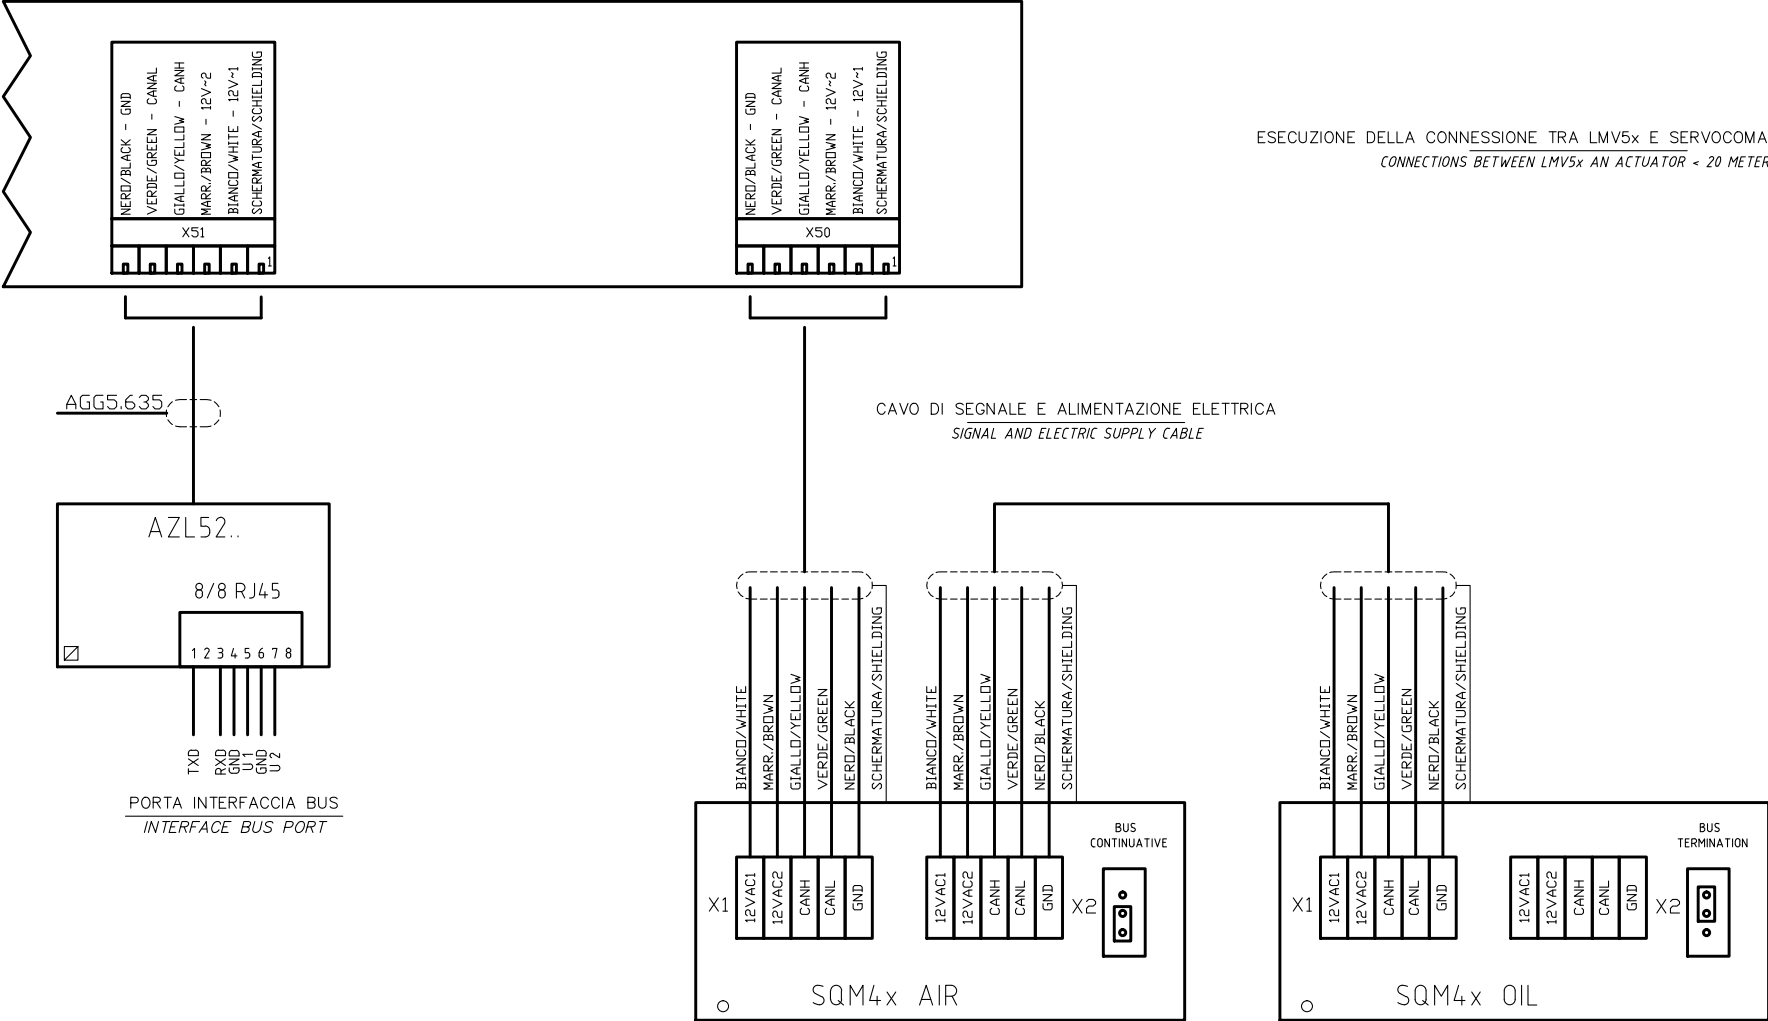 NERO/BLACK - GND
VERDE/GREEN - CANAL
GIALLO/YELLOW - CANH
MARR./BROWN - 12V~2
BIANCO/WHITE - 12V~1
SCHERMATURA/SCHIELDING
X51
1
NERO/BLACK - GND
VERDE/GREEN - CANAL
GIALLO/YELLOW - CANH
MARR./BROWN - 12V~2
BIANCO/WHITE - 12V~1
SCHERMATURA/SCHIELDING
X50
1
ESECUZIONE DELLA CONNESSIONE TRA LMV5x E SERVOCOMA
CONNECTIONS BETWEEN LMV5x AN ACTUATOR < 20 METER
AGG5.635
CAVO DI SEGNALE E ALIMENTAZIONE ELETTRICA
SIGNAL AND ELECTRIC SUPPLY CABLE
AZL52..
8/8 RJ45
1 2 3 4 5 6 7 8
TXD
RXD
GND
U1
GND
U2
PORTA INTERFACCIA BUS
INTERFACE BUS PORT
BIANCO/WHITE
MARR./BROWN
GIALLO/YELLOW
VERDE/GREEN
NERO/BLACK
SCHERMATURA/SHIELDING
BIANCO/WHITE
MARR./BROWN
GIALLO/YELLOW
VERDE/GREEN
NERO/BLACK
SCHERMATURA/SHIELDING
BIANCO/WHITE
MARR./BROWN
GIALLO/YELLOW
VERDE/GREEN
NERO/BLACK
SCHERMATURA/SHIELDING
X1
12VAC1
12VAC2
CANH
CANL
GND
12VAC1
12VAC2
CANH
CANL
GND
X2
BUS
CONTINUATIVE
SQM4x AIR
X1
12VAC1
12VAC2
CANH
CANL
GND
12VAC1
12VAC2
CANH
CANL
GND
X2
BUS
TERMINATION
SQM4x OIL